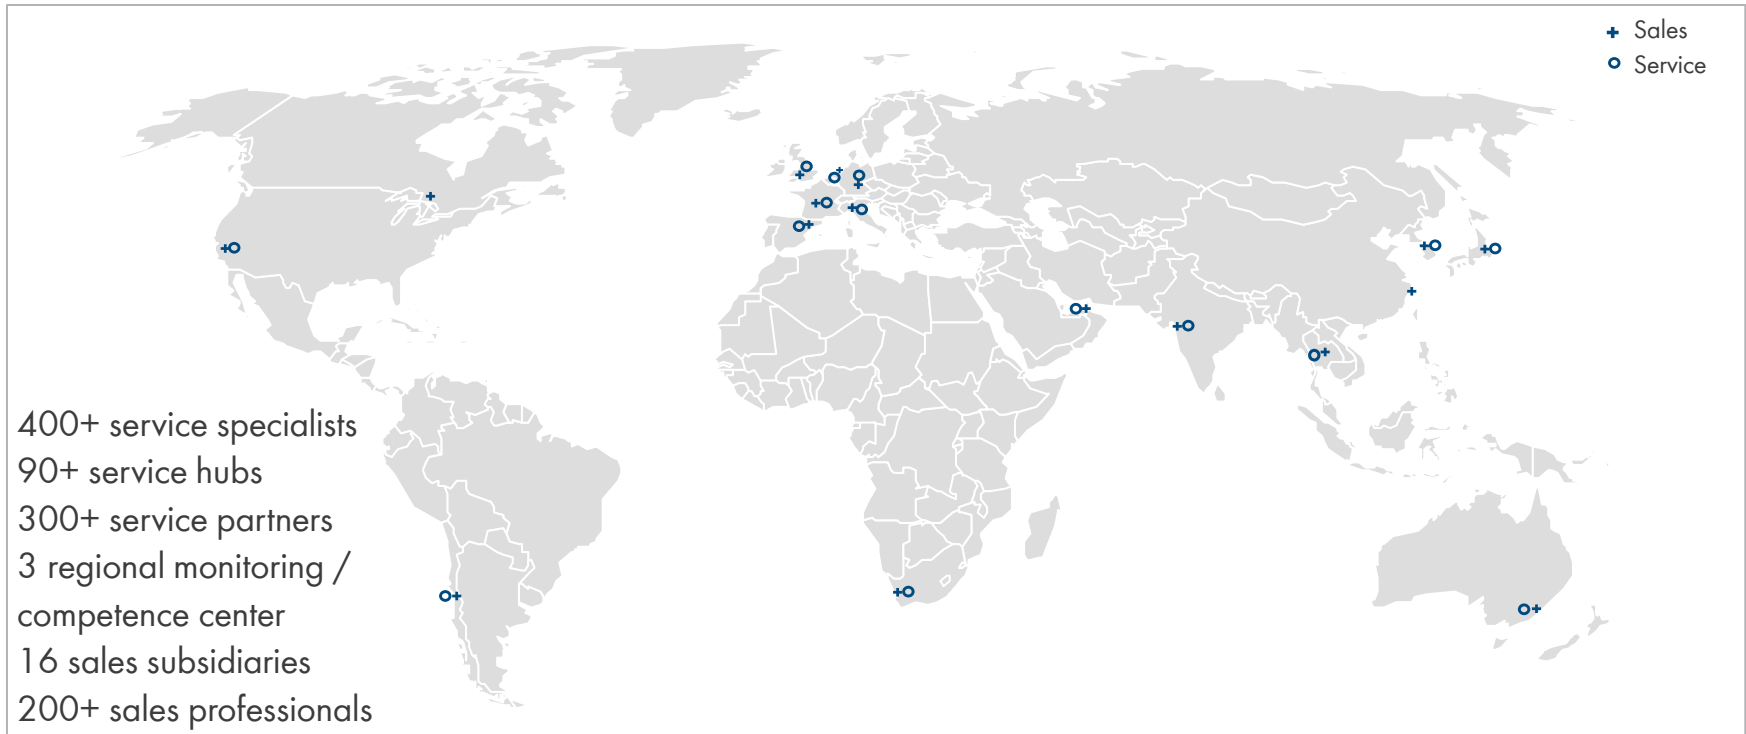 Sales
Service
400+ service specialists
90+ service hubs
300+ service partners
3 regional monitoring /
competence center
16 sales subsidiaries
200+ sales professionals